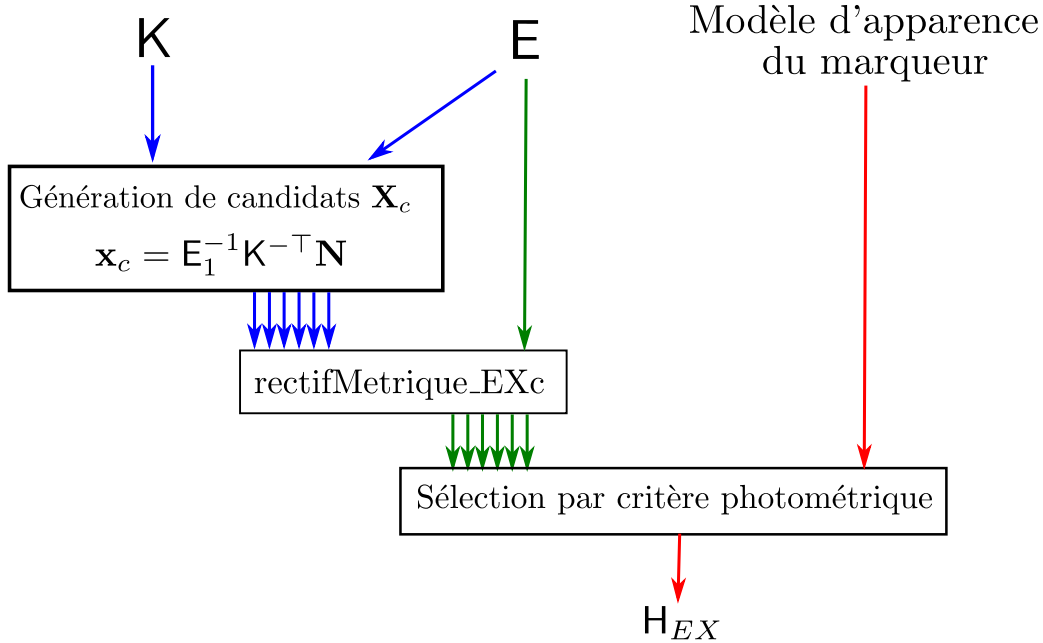 K
E
Modèle d'apparence
du marqueur
Génération de candidats X_c
x_c = E_1^{-1}K^{-⊤}N
rectifMetrique_EXc
Sélection par critère photométrique
H_{EX}